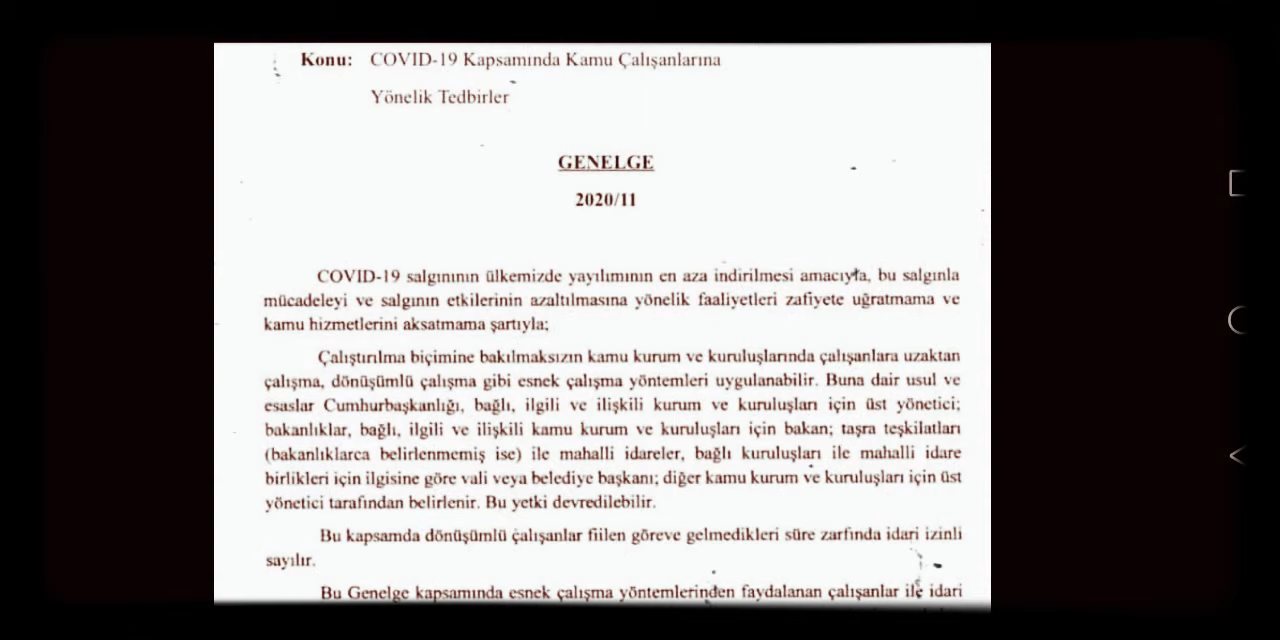 Konu: COVID-19 Kapsamında Kamu Çalışanlarına
Yönelik Tedbirler
GENELGE
2020/11
COVID-19 salgınının ülkemizde yayılımının en aza indirilmesi amacıyla, bu salgınla
mücadeleyi ve salgının etkilerinin azaltılmasına yönelik faaliyetleri zafiyete uğratmama ve
kamu hizmetlerini aksatmama şartıyla;
Çalıştırılma biçimine bakılmaksızın kamu kurum ve kuruluşlarında çalışanlara uzaktan
çalışma, dönüşümlü çalışma gibi esnek çalışma yöntemleri uygulanabilir. Buna dair usul ve
esaslar Cumhurbaşkanlığı, bağlı, ilgili ve ilişkili kurum ve kuruluşları için üst yönetici;
bakanlıklar, bağlı, ilgili ve ilişkili kamu kurum ve kuruluşları için bakan; taşra teşkilatları
(bakanlıklarca belirlenmemiş ise) ile mahalli idareler, bağlı kuruluşları ile mahalli idare
birlikleri için ilgisine göre vali veya belediye başkanı; diğer kamu kurum ve kuruluşları için üst
yönetici tarafından belirlenir. Bu yetki devredilebilir.
Bu kapsamda dönüşümlü çalışanlar fiilen göreve gelmedikleri süre zarfında idari izinli
sayılır.
Bu Genelge kapsamında esnek çalışma yöntemlerinden faydalanan çalışanlar ile idari